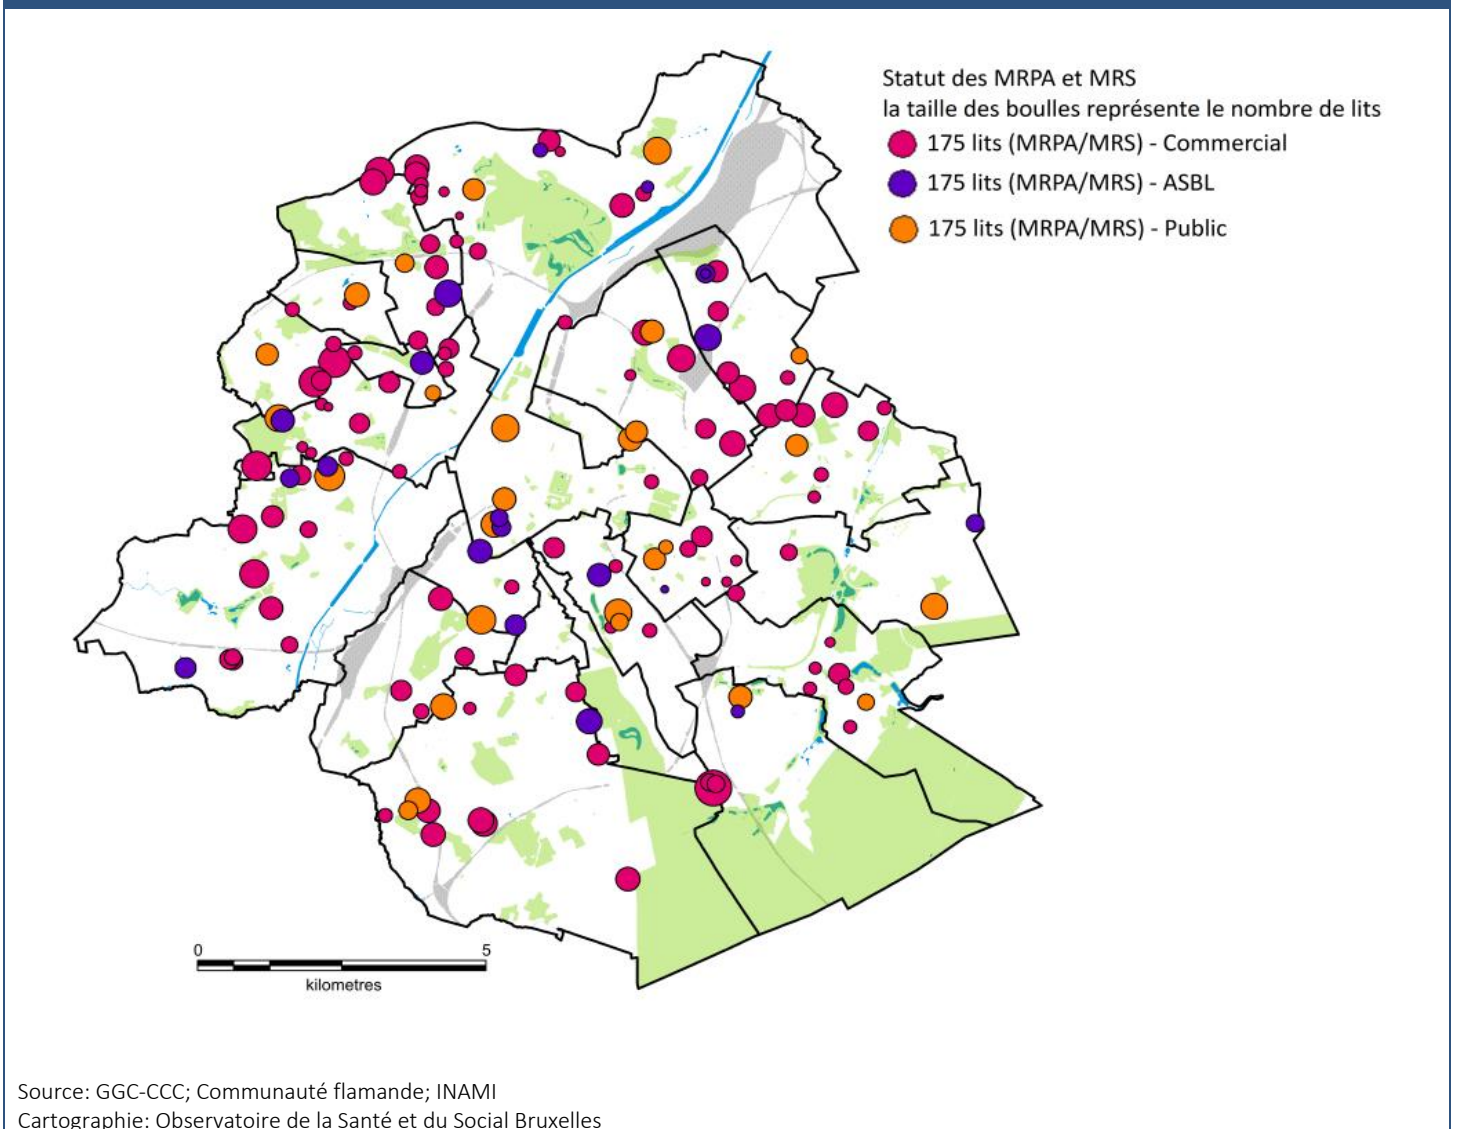 Statut des MRPA et MRS
la taille des boulles représente le nombre de lits
175 lits (MRPA/MRS) - Commercial
175 lits (MRPA/MRS) - ASBL
175 lits (MRPA/MRS) - Public
0 5
kilometres
Source: GGC-CCC; Communauté flamande; INAMI
Cartographie: Observatoire de la Santé et du Social Bruxelles